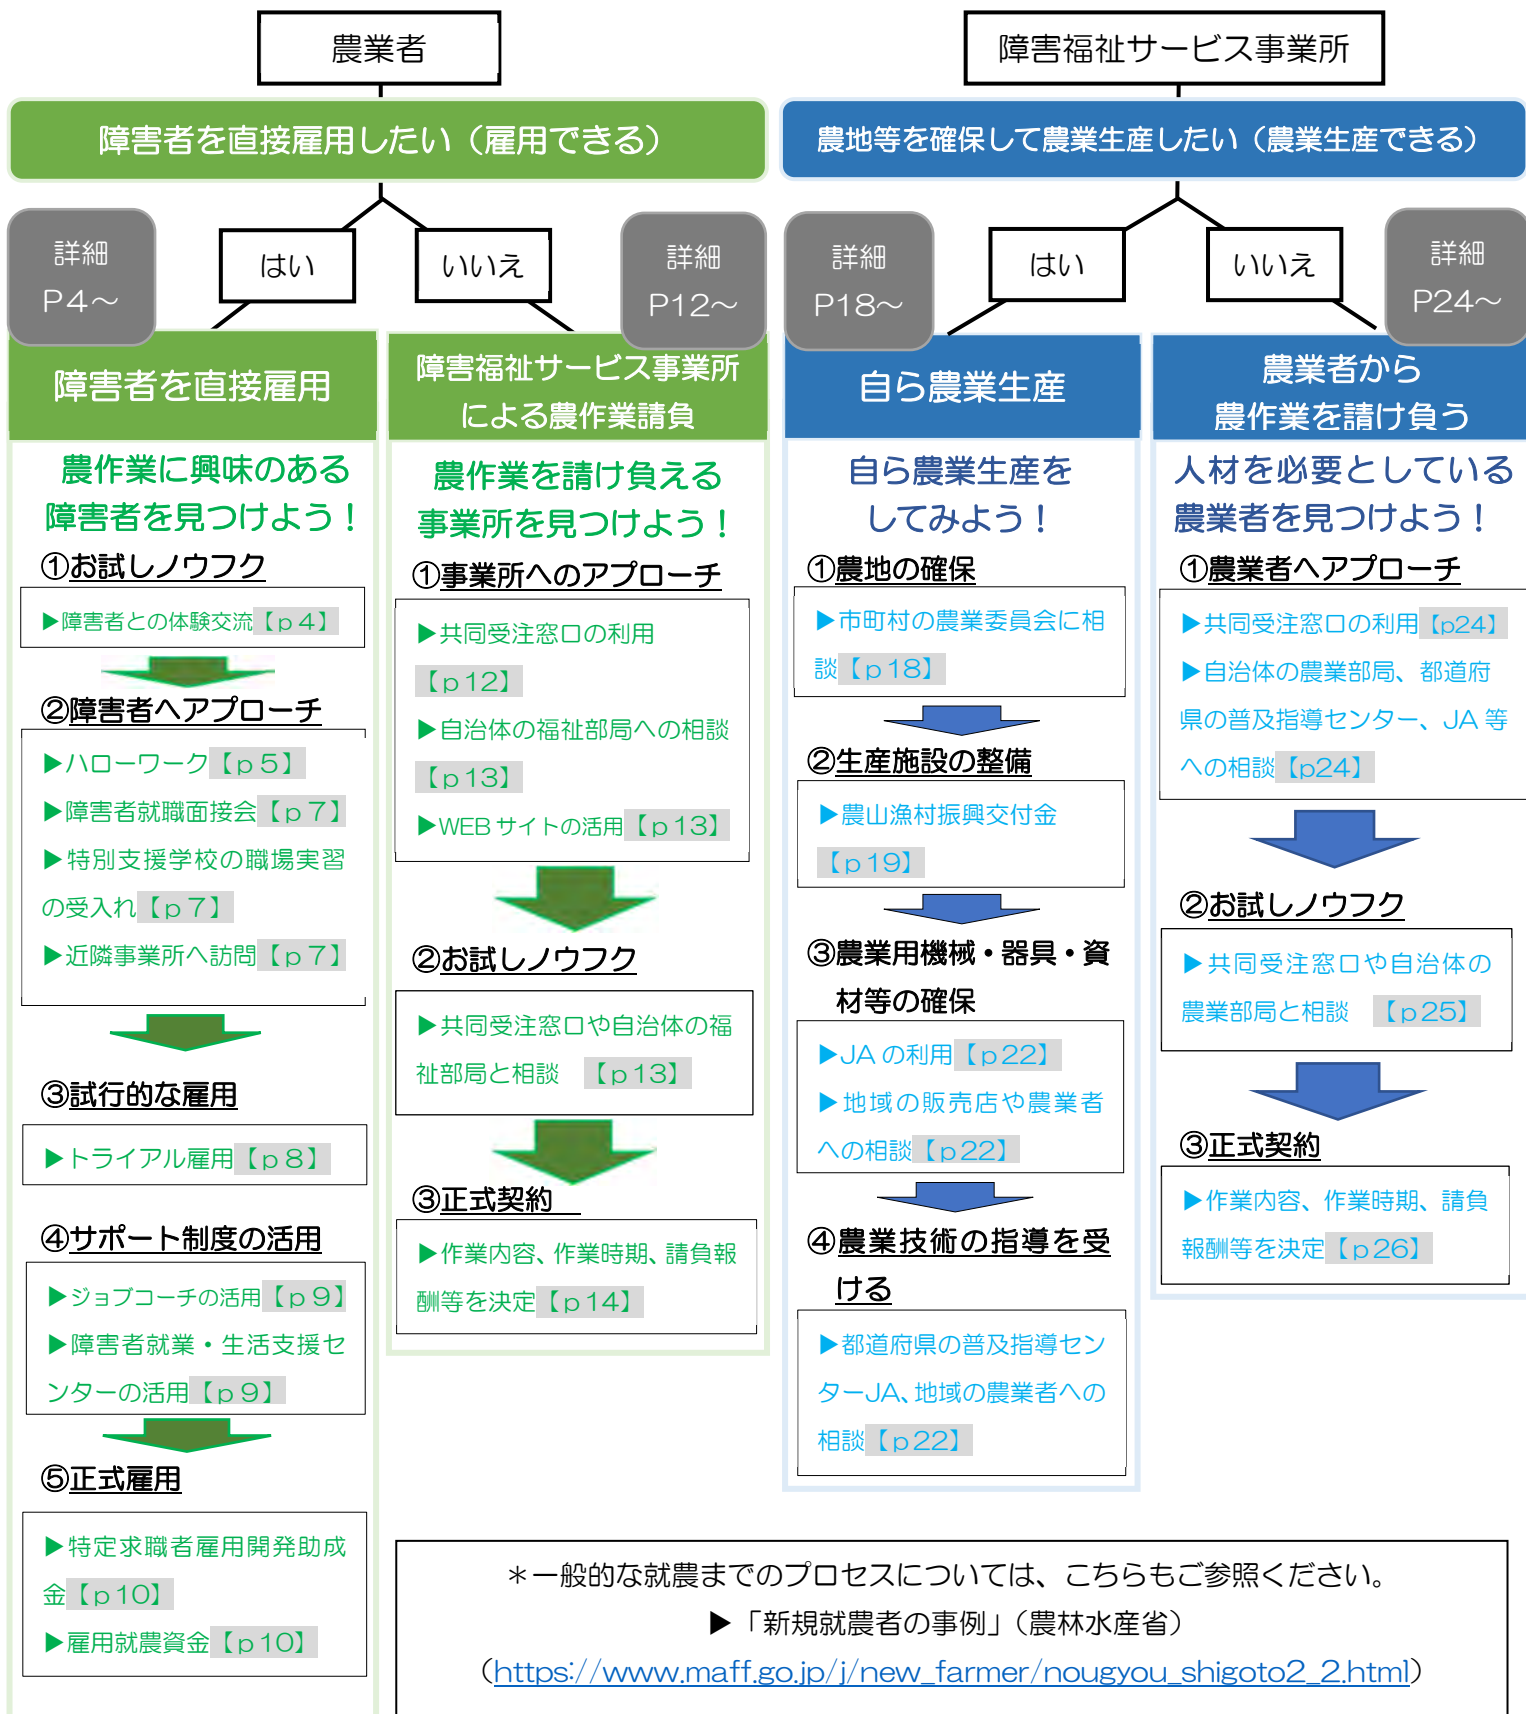 農業者
障害者を直接雇用したい（雇用できる）
はい
いいえ
詳細
P4～
詳細
P12～
障害者を直接雇用
農作業に興味のある
障害者を見つけよう！
①お試しノウフク
▶障害者との体験交流【p4】
②障害者へアプローチ
▶ハローワーク【p5】
▶障害者就職面接会【p7】
▶特別支援学校の職場実習
の受入れ【p7】
▶近隣事業所へ訪問【p7】
③試行的な雇用
▶トライアル雇用【p8】
④サポート制度の活用
▶ジョブコーチの活用【p9】
▶障害者就業・生活支援セ
ンターの活用【p9】
⑤正式雇用
▶特定求職者雇用開発助成
金【p10】
▶雇用就農資金【p10】
障害福祉サービス事業所
による農作業請負
農作業を請け負える
事業所を見つけよう！
①事業所へのアプローチ
▶共同受注窓口の利用
【p12】
▶自治体の福祉部局への相談
【p13】
▶WEBサイトの活用【p13】
②お試しノウフク
▶共同受注窓口や自治体の福
祉部局と相談　【p13】
③正式契約
▶作業内容、作業時期、請負報
酬等を決定【p14】
障害福祉サービス事業所
農地等を確保して農業生産したい（農業生産できる）
はい
いいえ
詳細
P18～
詳細
P24～
自ら農業生産
自ら農業生産を
してみよう！
①農地の確保
▶市町村の農業委員会に相
談【p18】
②生産施設の整備
▶農山漁村振興交付金
【p19】
③農業用機械・器具・資
材等の確保
▶JAの利用【p22】
▶地域の販売店や農業者
への相談【p22】
④農業技術の指導を受
ける
▶都道府県の普及指導セン
ターJA、地域の農業者への
相談【p22】
農業者から
農作業を請け負う
人材を必要としている
農業者を見つけよう！
①農業者へアプローチ
▶共同受注窓口の利用【p24】
▶自治体の農業部局、都道府
県の普及指導センター、JA等
への相談【p24】
②お試しノウフク
▶共同受注窓口や自治体の
農業部局と相談　【p25】
③正式契約
▶作業内容、作業時期、請負
報酬等を決定【p26】
＊一般的な就農までのプロセスについては、こちらもご参照ください。
▶「新規就農者の事例」（農林水産省）
（https://www.maff.go.jp/j/new_farmer/nougyou_shigoto2_2.html）